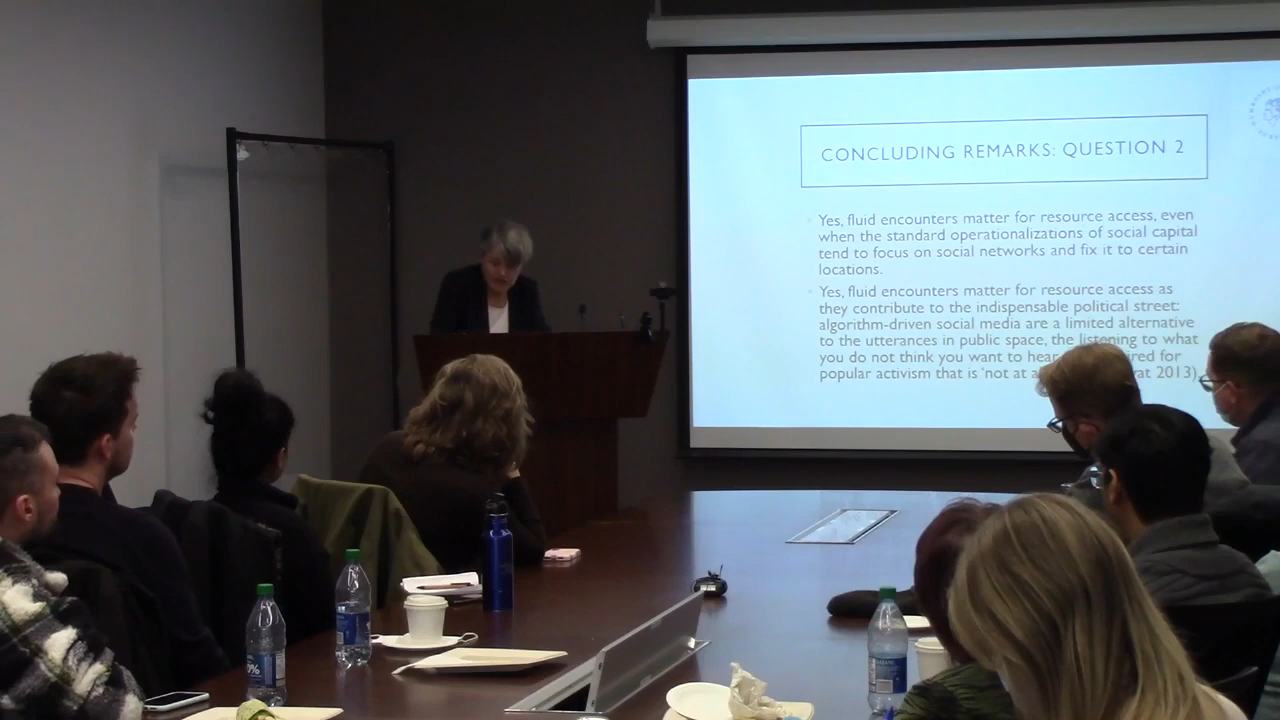 CONCLUDING REMARKS: QUESTION 2
Yes, fluid encounters matter for resource access, even
when the standard operationalizations of social capital
tend to focus on social networks and fix it to certain
locations.
Yes, fluid encounters matter for resource access as
they contribute to the indispensable political street:
algorithm-driven social media are a limited alternative
to the utterances in public space, the listening to what
you do not think you want to hear
for
popular activism that is 'not at
2013)